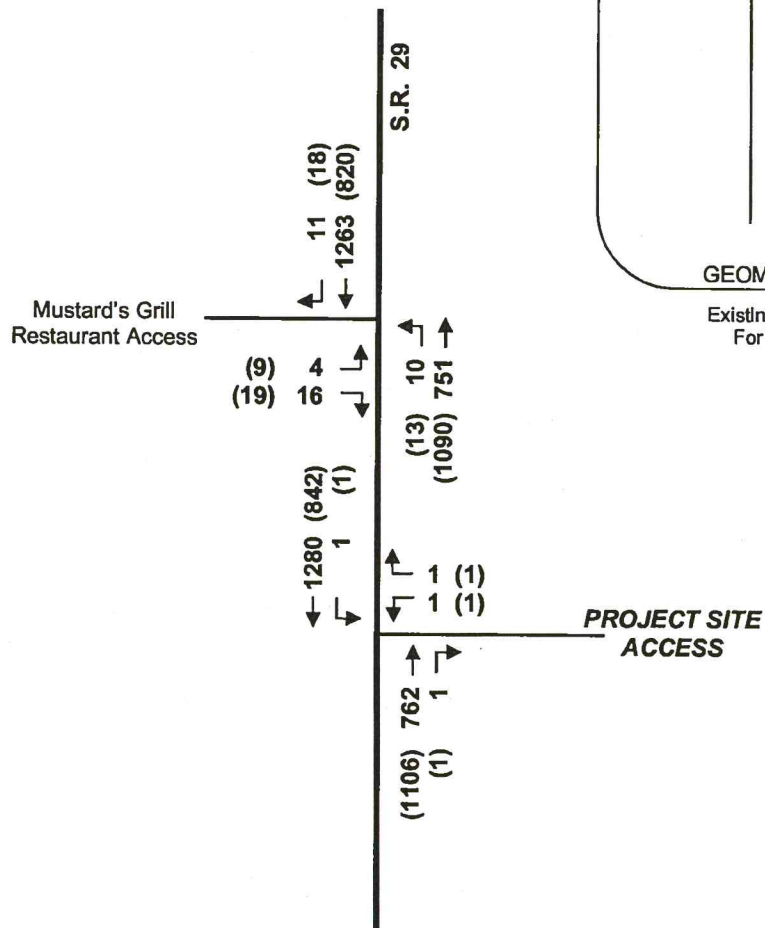 S.R. 29
11 (18)
1263 (820)
GEOM
Existin
For
Mustard's Grill
Restaurant Access
(9) 4
(19) 16
(13) 10
(1090) 751
1280 (842)
1 (1)
1 (1)
1 (1)
PROJECT SITE
ACCESS
(1106) 762
(1) 1